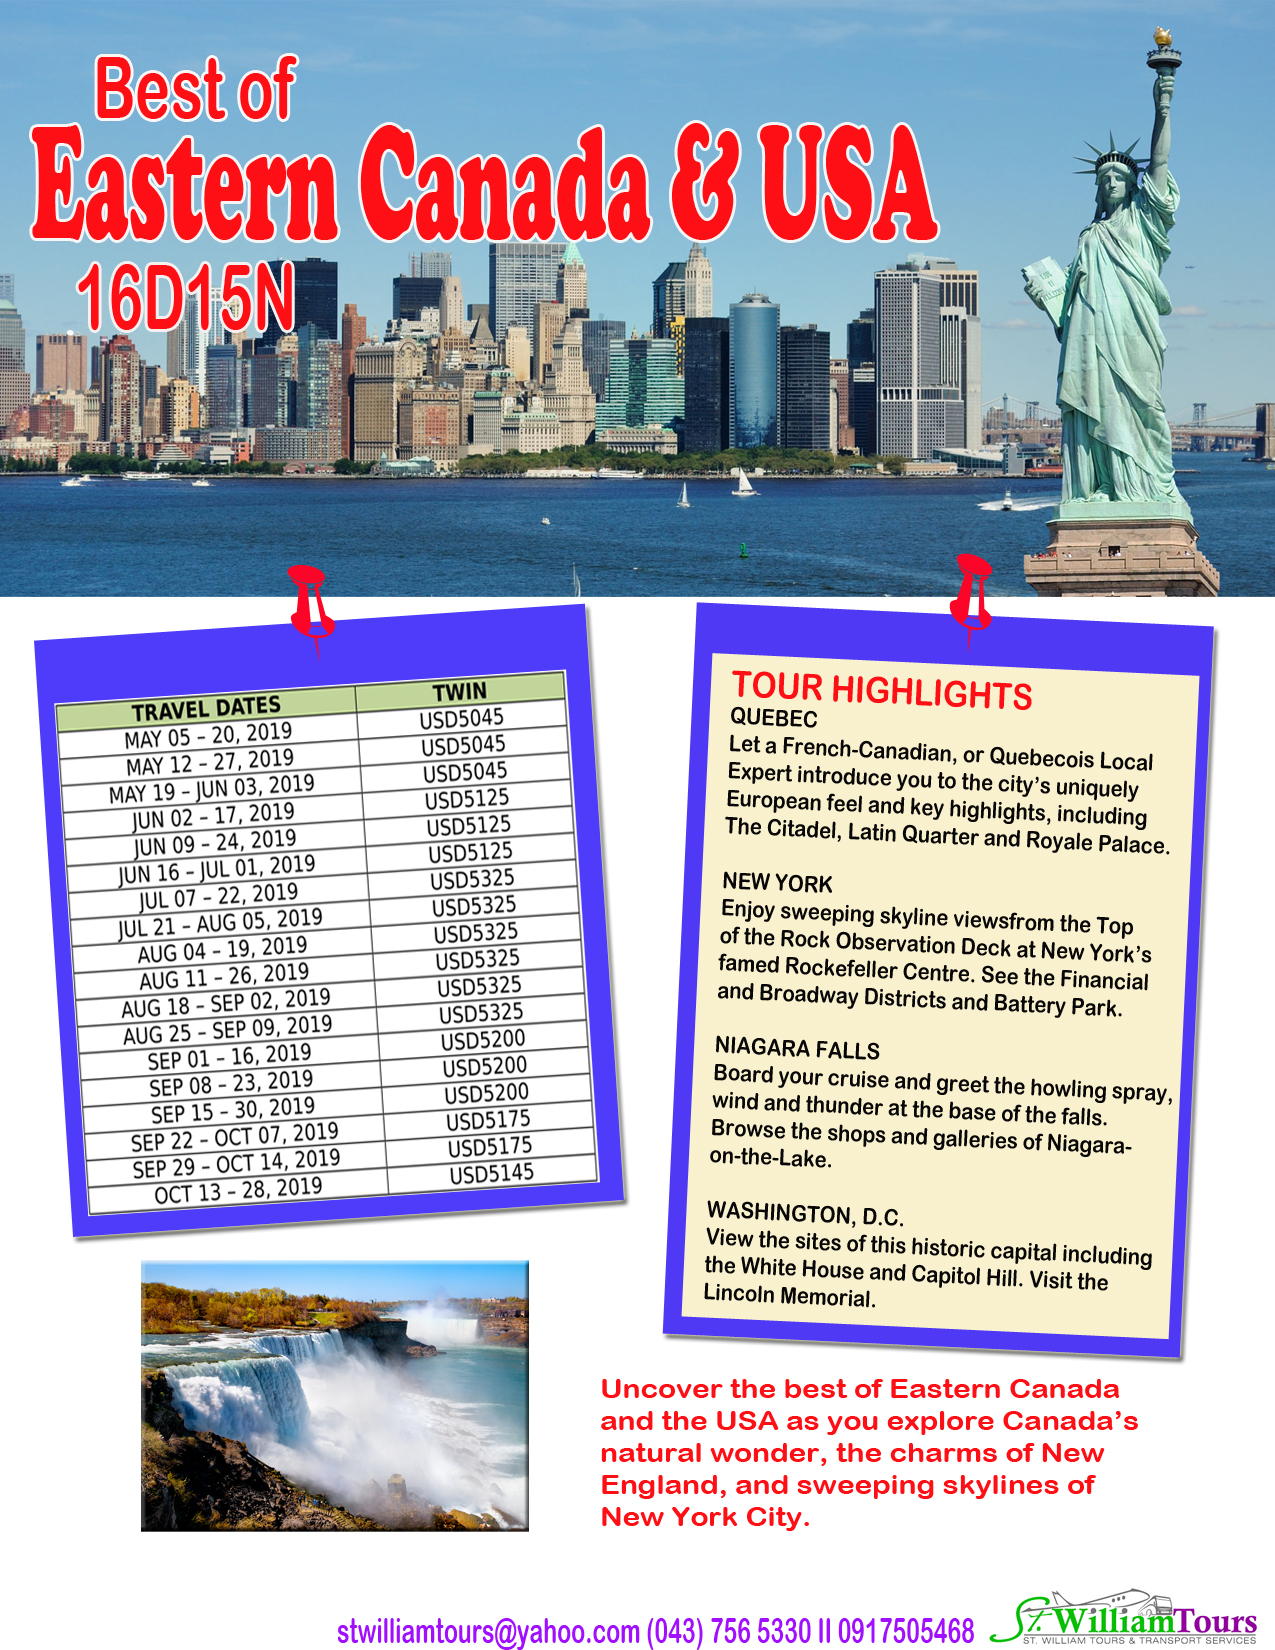 Best of
Eastern Canada & USA
16D15N
TRAVEL DATES TWIN
MAY 05 – 20, 2019 USD5045
MAY 12 – 27, 2019 USD5045
MAY 19 – JUN 03, 2019 USD5045
JUN 02 – 17, 2019 USD5125
JUN 09 – 24, 2019 USD5125
JUN 16 – JUL 01, 2019 USD5125
JUL 07 – 22, 2019 USD5325
JUL 21 – AUG 05, 2019 USD5325
AUG 04 – 19, 2019 USD5325
AUG 11 – 26, 2019 USD5325
AUG 18 – SEP 02, 2019 USD5325
AUG 25 – SEP 09, 2019 USD5325
SEP 01 – 16, 2019 USD5200
SEP 08 – 23, 2019 USD5200
SEP 15 – 30, 2019 USD5200
SEP 22 – OCT 07, 2019 USD5175
SEP 29 – OCT 14, 2019 USD5175
OCT 13 – 28, 2019 USD5145
TOUR HIGHLIGHTS
QUEBEC
Let a French-Canadian, or Quebecois Local
Expert introduce you to the city's uniquely
European feel and key highlights, including
The Citadel, Latin Quarter and Royale Palace.
NEW YORK
Enjoy sweeping skyline viewsfrom the Top
of the Rock Observation Deck at New York's
famed Rockefeller Centre. See the Financial
and Broadway Districts and Battery Park.
NIAGARA FALLS
Board your cruise and greet the howling spray,
wind and thunder at the base of the falls.
Browse the shops and galleries of Niagara-
on-the-Lake.
WASHINGTON, D.C.
View the sites of this historic capital including
the White House and Capitol Hill. Visit the
Lincoln Memorial.
Uncover the best of Eastern Canada
and the USA as you explore Canada's
natural wonder, the charms of New
England, and sweeping skylines of
New York City.
stwilliamtours@yahoo.com (043) 756 5330 II 0917505468
St. WilliamTours
ST. WILLIAM TOURS & TRANSPORT SERVICES